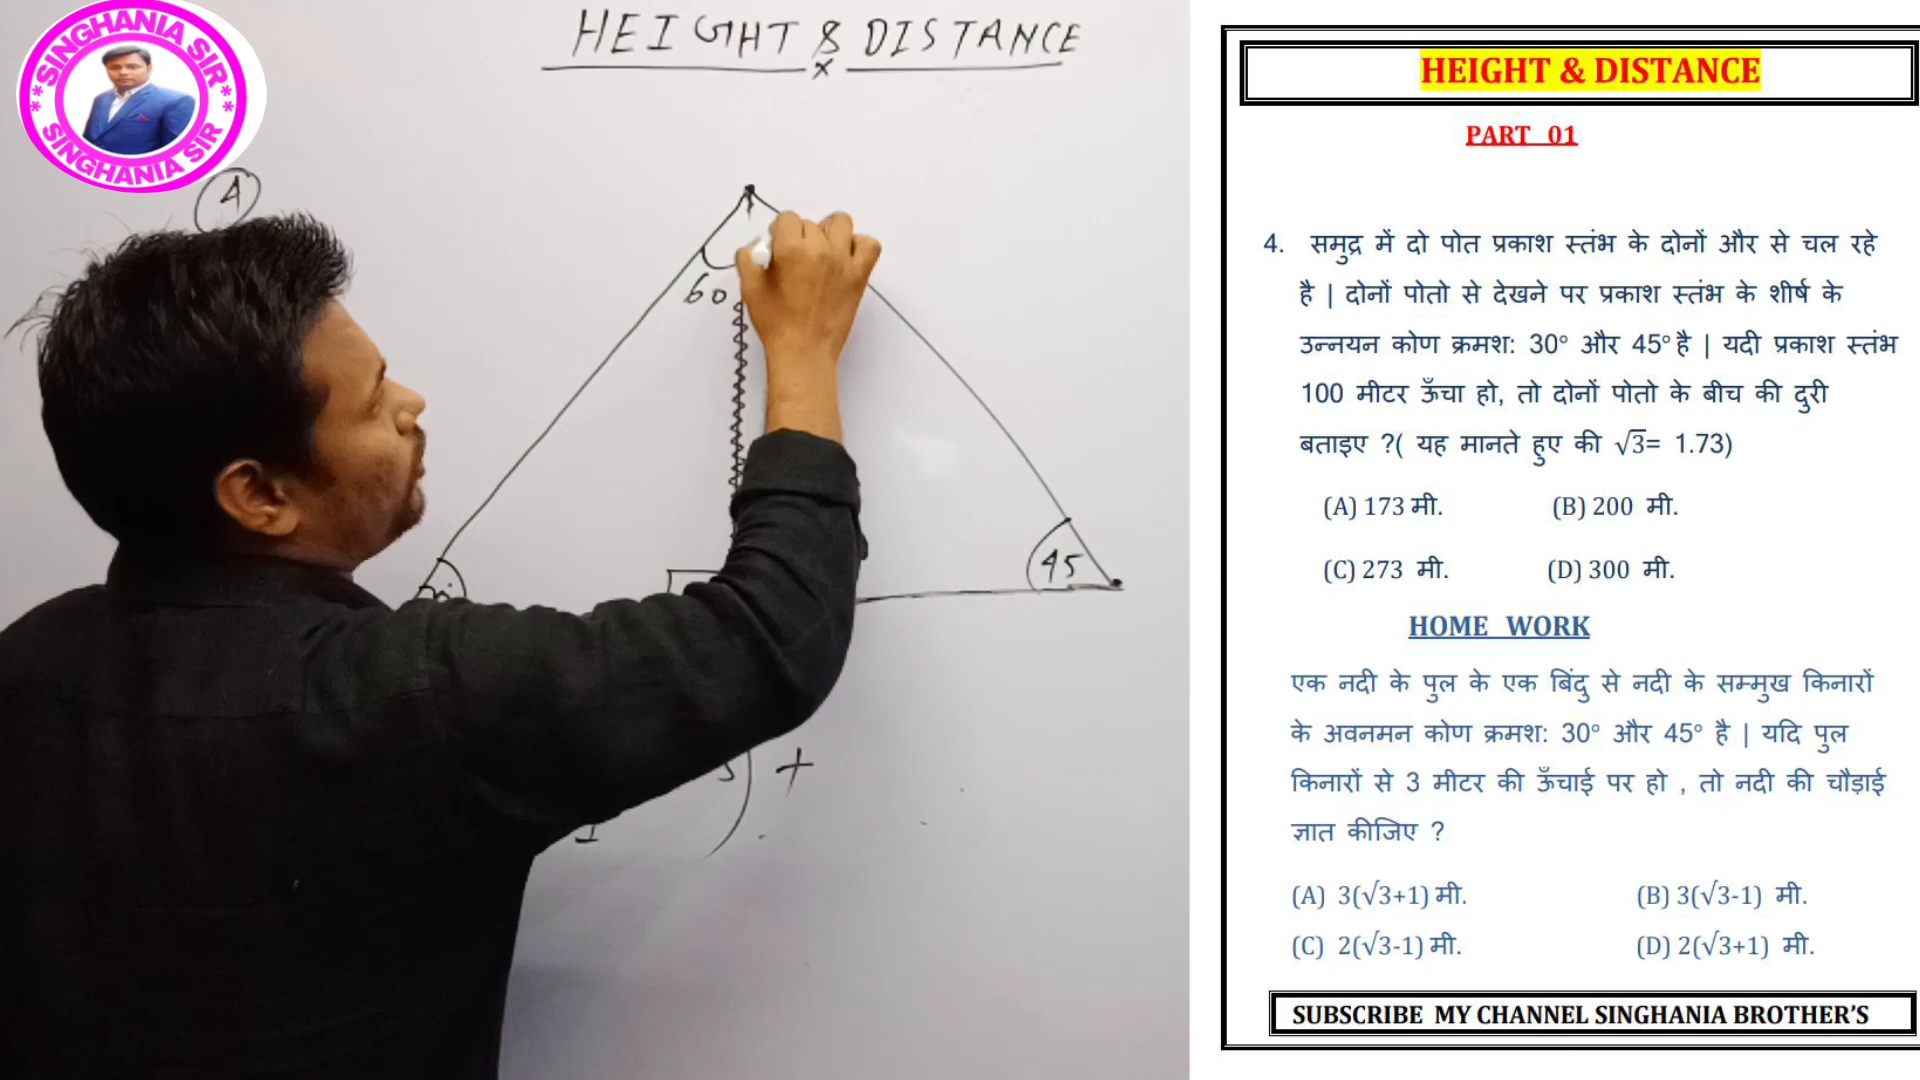 **SINGHANIA SIR**
SINGHANIA SIR
HEIGHT & DISTANCE
4
60
45
+
HEIGHT & DISTANCE
PART 01
4. समुद्र में दो पोत प्रकाश स्तंभ के दोनों और से चल रहे
है | दोनों पोतो से देखने पर प्रकाश स्तंभ के शीर्ष के
उन्नयन कोण क्रमश: 30° और 45° है | यदी प्रकाश स्तंभ
100 मीटर ऊँचा हो, तो दोनों पोतो के बीच की दुरी
बताइए ?( यह मानते हुए की √3= 1.73)
(A) 173 मी. (B) 200 मी.
(C) 273 मी. (D) 300 मी.
HOME WORK
एक नदी के पुल के एक बिंदु से नदी के सम्मुख किनारों
के अवनमन कोण क्रमश: 30° और 45° है | यदि पुल
किनारों से 3 मीटर की ऊँचाई पर हो , तो नदी की चौड़ाई
ज्ञात कीजिए ?
(A) 3(√3+1) मी. (B) 3(√3-1) मी.
(C) 2(√3-1) मी. (D) 2(√3+1) मी.
SUBSCRIBE MY CHANNEL SINGHANIA BROTHER’S